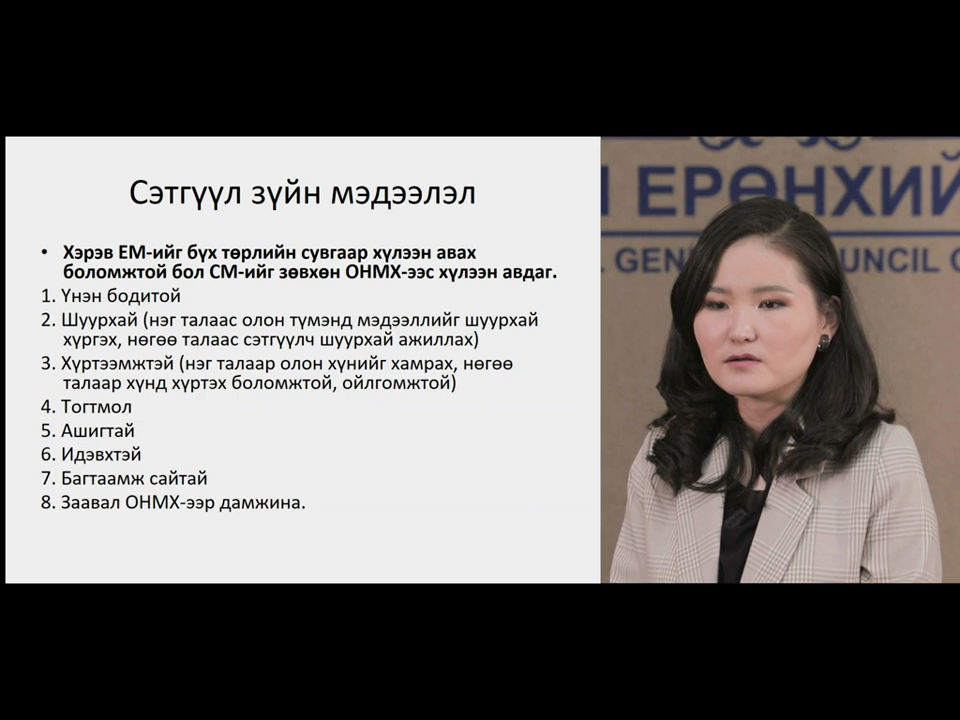 Сэтгүүл зүйн мэдээлэл
• Хэрэв ЕМ-ийг бүх төрлийн сувгаар хүлээн авах
боломжтой бол СМ-ийг зөвхөн ОНМХ-ээс хүлээн авдаг.
1. Үнэн бодитой
2. Шуурхай (нэг талаас олон түмэнд мэдээллийг шуурхай
хүргэх, нөгөө талаас сэтгүүлч шуурхай ажиллах)
3. Хүртээмжтэй (нэг талаар олон хүнийг хамрах, нөгөө
талаар хүнд хүртэх боломжтой, ойлгомжтой)
4. Тогтмол
5. Ашигтай
6. Идэвхтэй
7. Багтаамж сайтай
8. Заавал ОНМХ-ээр дамжина.
ЕРӨНХИЙ
GEN
UNCIL